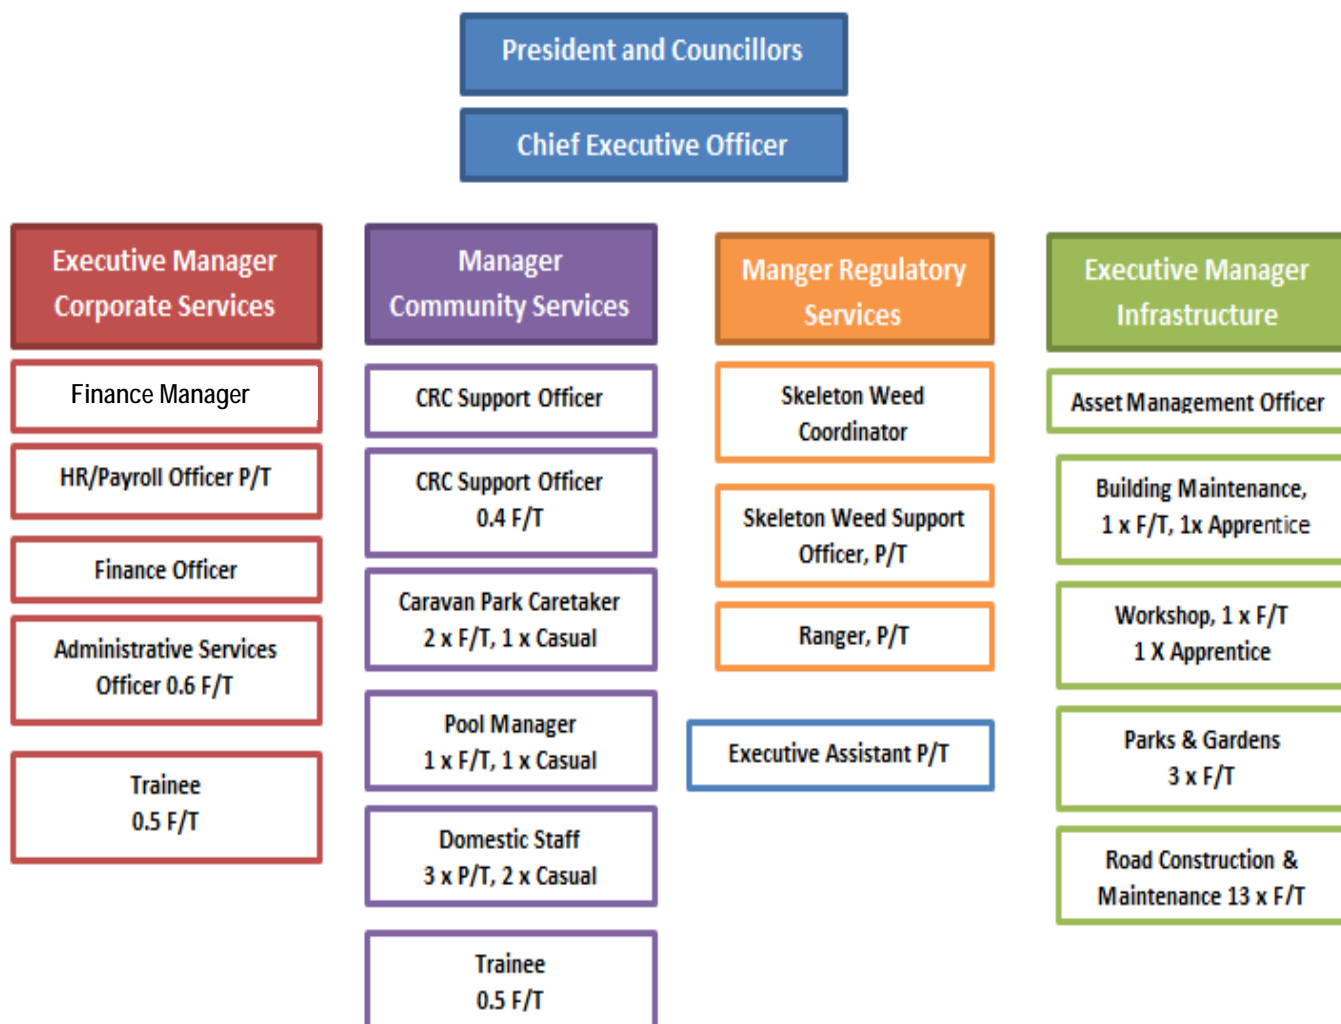 President and Councillors
Chief Executive Officer
Executive Manager
Corporate Services
Finance Manager
HR/Payroll Officer P/T
Finance Officer
Administrative Services
Officer 0.6 F/T
Trainee
0.5 F/T
Manager
Community Services
CRC Support Officer
CRC Support Officer
0.4 F/T
Caravan Park Caretaker
2 x F/T, 1 x Casual
Pool Manager
1 x F/T, 1 x Casual
Domestic Staff
3 x P/T, 2 x Casual
Trainee
0.5 F/T
Manger Regulatory
Services
Skeleton Weed
Coordinator
Skeleton Weed Support
Officer, P/T
Ranger, P/T
Executive Assistant P/T
Executive Manager
Infrastructure
Asset Management Officer
Building Maintenance,
1 x F/T, 1x Apprentice
Workshop, 1 x F/T
1 X Apprentice
Parks & Gardens
3 x F/T
Road Construction &
Maintenance 13 x F/T